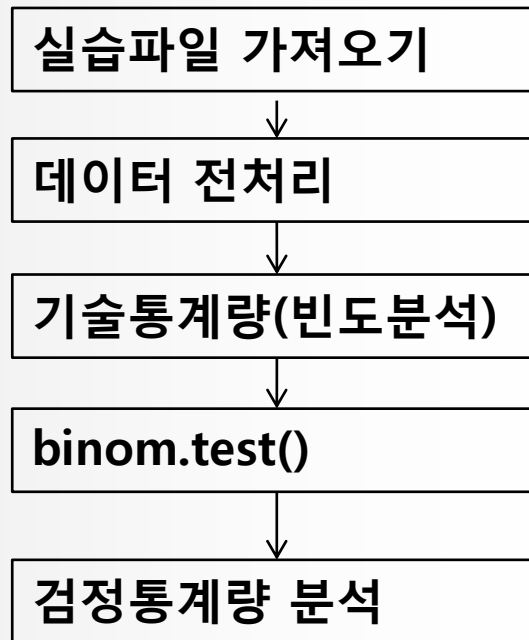 실습파일 가져오기
데이터 전처리
기술통계량(빈도분석)
binom.test()
검정통계량 분석